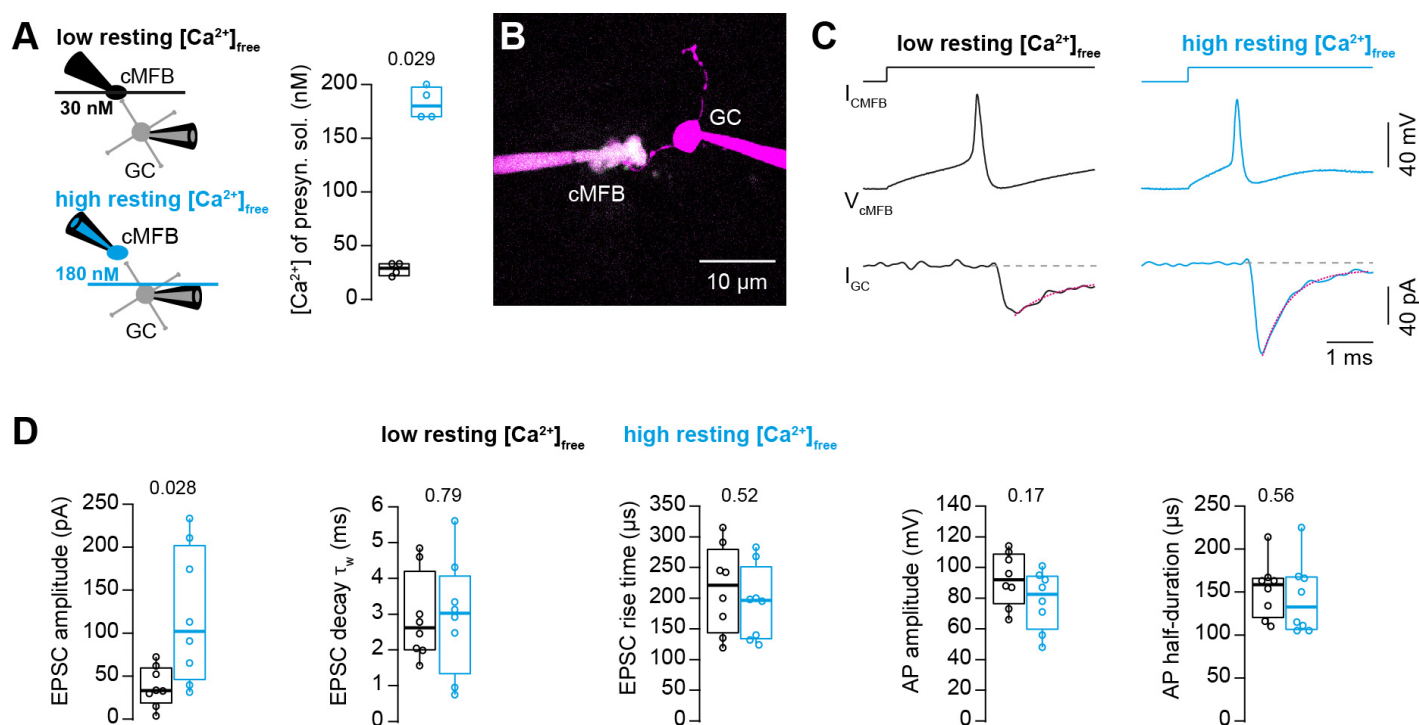 A
low resting [Ca²⁺]free
cMFB
30 nM
GC
high resting [Ca²⁺]free
cMFB
180 nM
GC
[Ca²⁺] of presyn. sol. (nM)
0.029
200
150
100
50
0
B
GC
cMFB
10 µm
C
low resting [Ca²⁺]free
high resting [Ca²⁺]free
ICMFB
VcMFB
40 mV
IGC
40 pA
1 ms
D
low resting [Ca²⁺]free
high resting [Ca²⁺]free
EPSC amplitude (pA)
0.028
250
200
150
100
50
0
EPSC decay τw (ms)
0.79
6
5
4
3
2
1
0
EPSC rise time (µs)
0.52
350
300
250
200
150
100
50
0
AP amplitude (mV)
0.17
140
120
100
80
60
40
20
0
AP half-duration (µs)
0.56
250
200
150
100
50
0